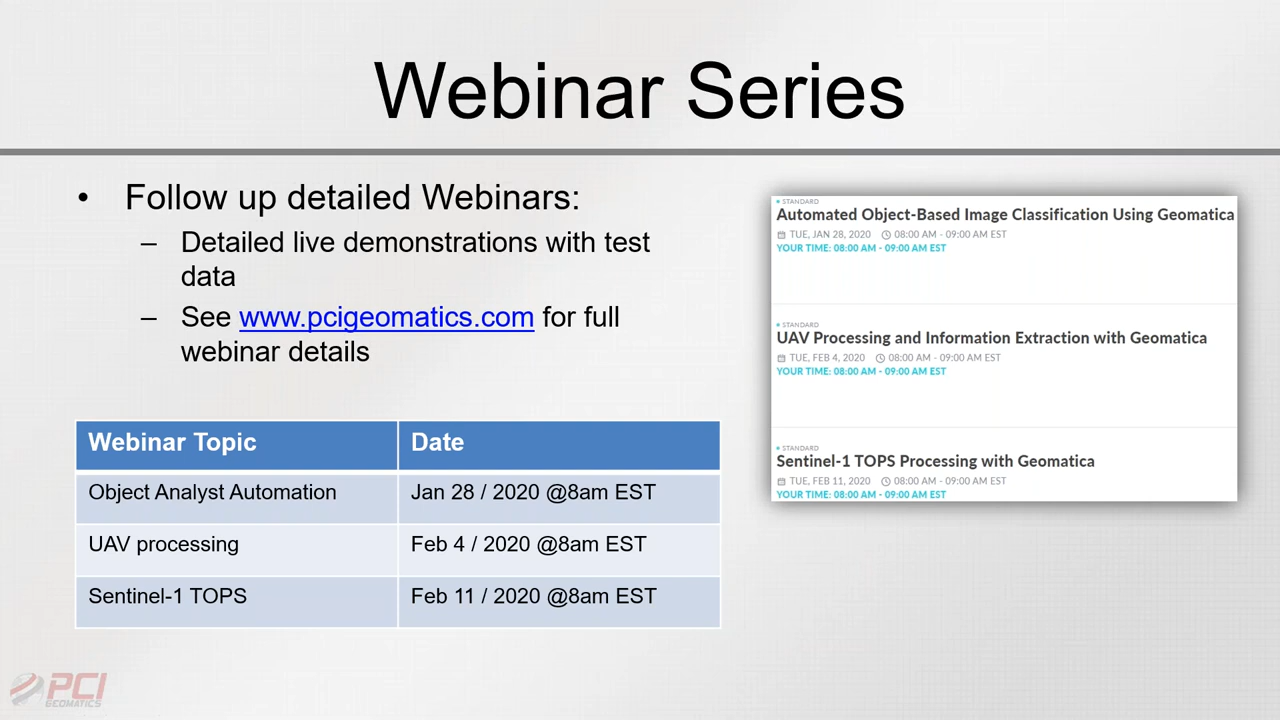 Webinar Series
• Follow up detailed Webinars:
– Detailed live demonstrations with test
data
– See www.pcigeomatics.com for full
webinar details
Webinar Topic Date
Object Analyst Automation Jan 28 / 2020 @8am EST
UAV processing Feb 4 / 2020 @8am EST
Sentinel-1 TOPS Feb 11 / 2020 @8am EST
STANDARD
Automated Object-Based Image Classification Using Geomatica
TUE, JAN 28, 2020 08:00 AM - 09:00 AM EST
YOUR TIME: 08:00 AM - 09:00 AM EST
STANDARD
UAV Processing and Information Extraction with Geomatica
TUE, FEB 4, 2020 08:00 AM - 09:00 AM EST
YOUR TIME: 08:00 AM - 09:00 AM EST
STANDARD
Sentinel-1 TOPS Processing with Geomatica
TUE, FEB 11, 2020 08:00 AM - 09:00 AM EST
YOUR TIME: 08:00 AM - 09:00 AM EST
PCI
GEOMATICS